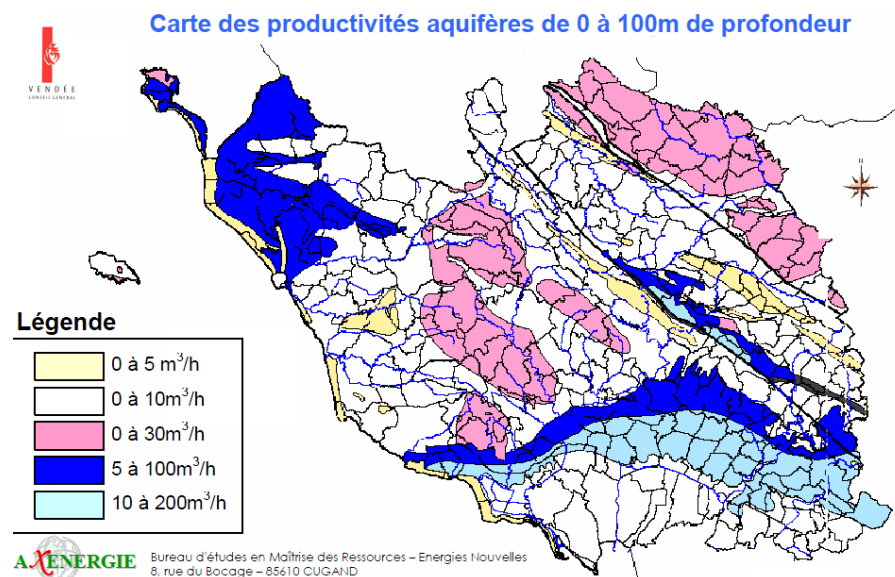 Carte des productivités aquifères de 0 à 100m de profondeur
VENDÉE
CONSEIL GENERAL
N
Légende
0 à 5 m³/h
0 à 10m³/h
0 à 30m³/h
5 à 100m³/h
10 à 200m³/h
AXENERGIE
Bureau d'études en Maîtrise des Ressources – Energies Nouvelles
8, rue du Bocage – 85610 CUGAND